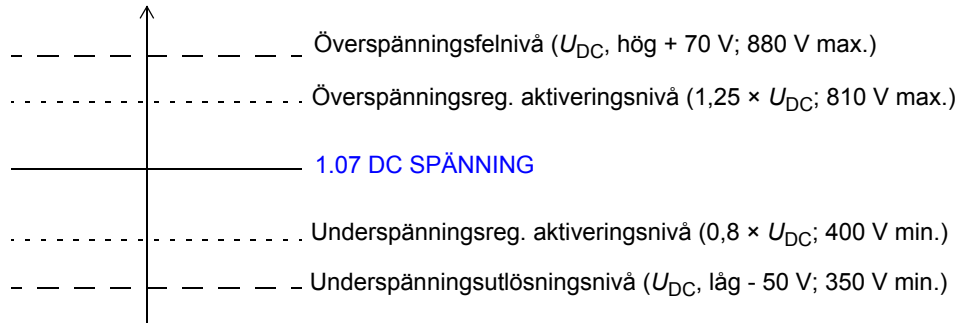 Överspänningsfelnivå (UDC, hög + 70 V; 880 V max.)
Överspänningsreg. aktiveringsnivå (1,25 × UDC; 810 V max.)
1.07 DC SPÄNNING
Underspänningsreg. aktiveringsnivå (0,8 × UDC; 400 V min.)
Underspänningsutlösningsnivå (UDC, låg - 50 V; 350 V min.)